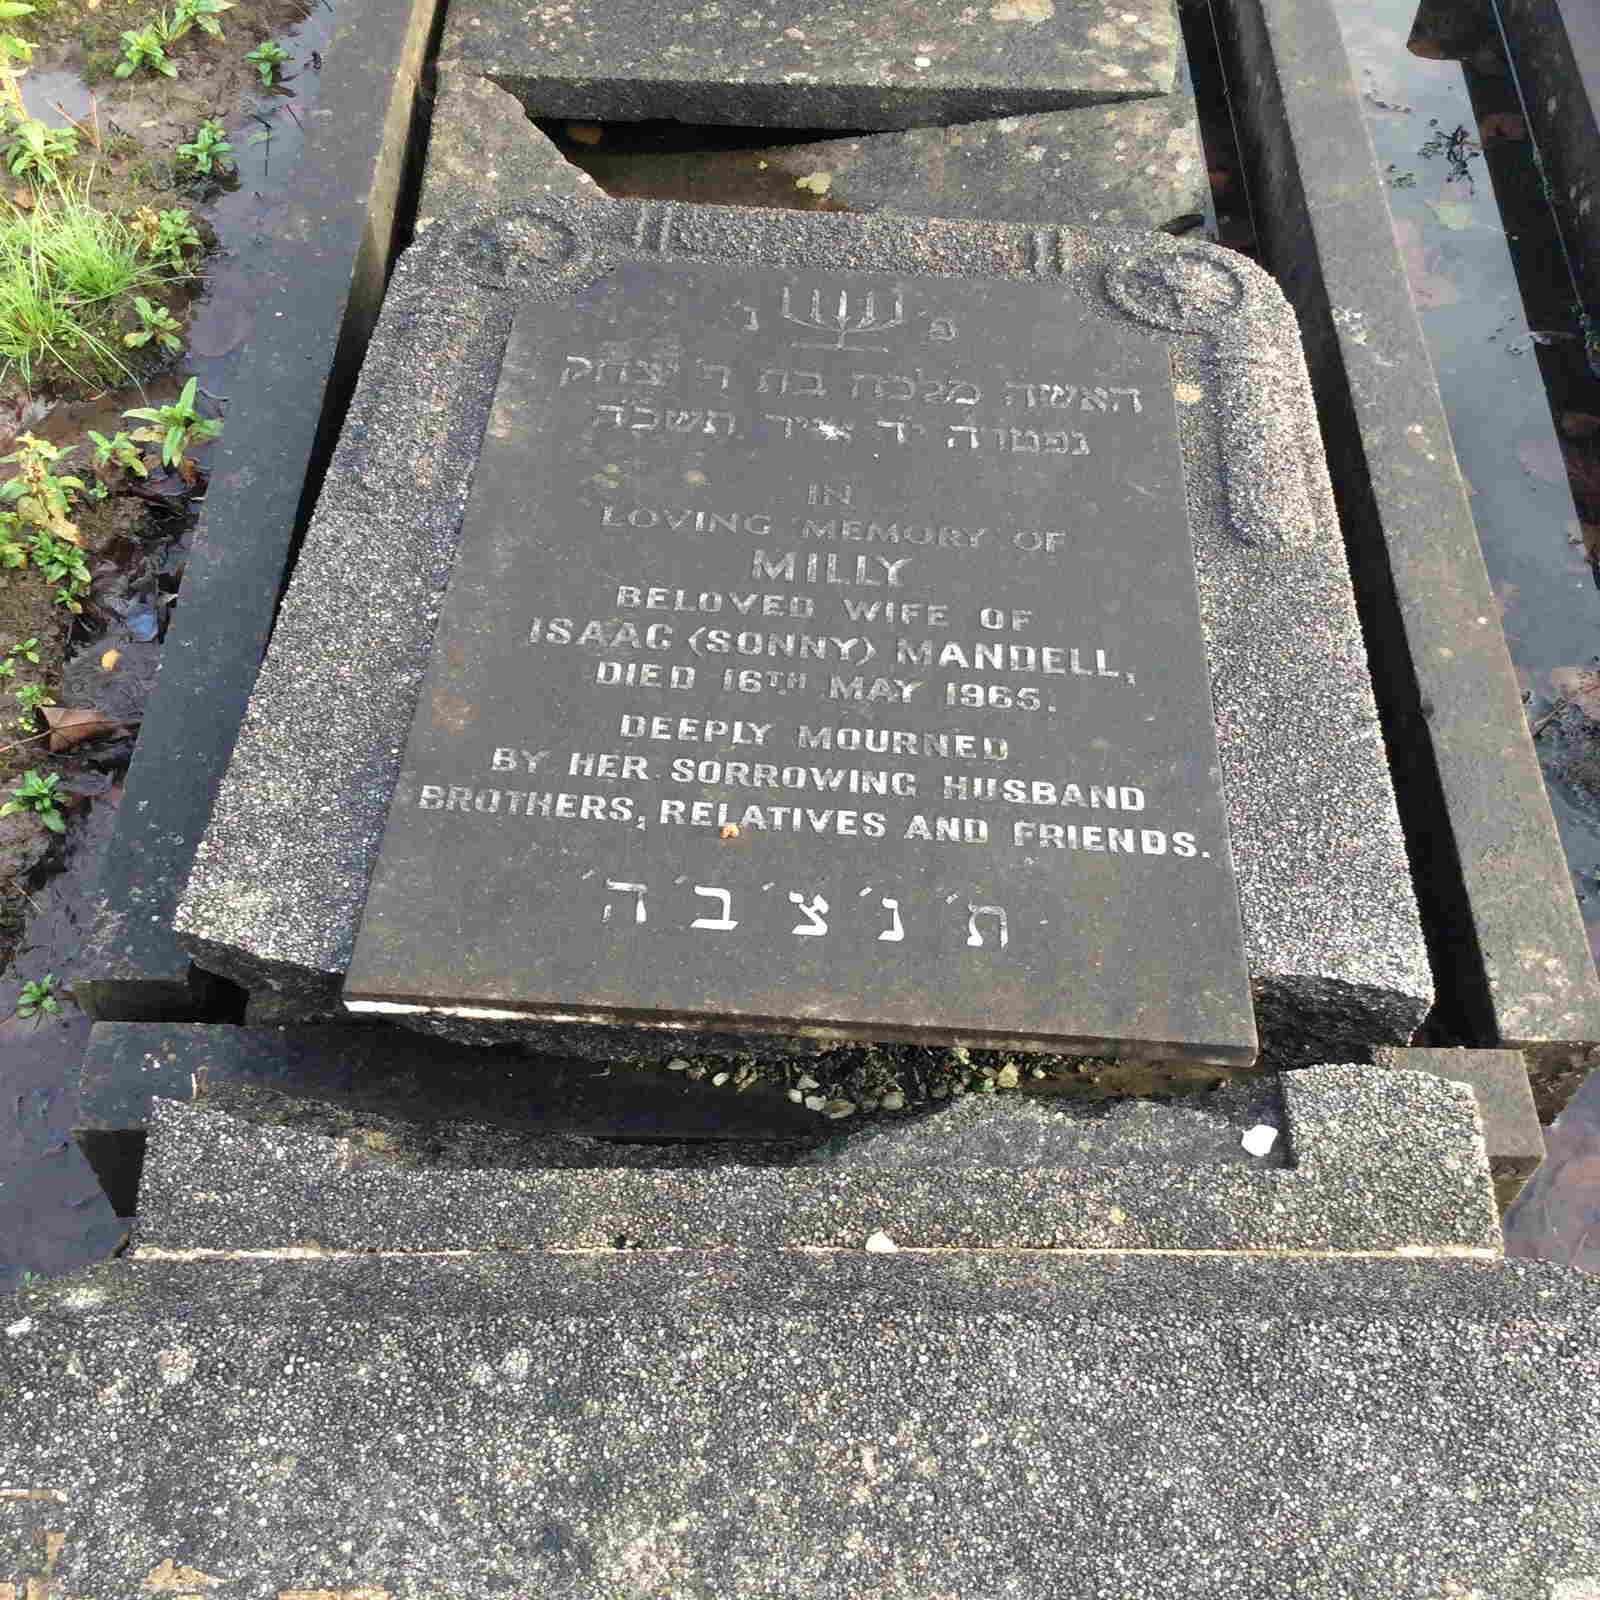 פ נ
האשה מלכה בת ר יצחק
נפטרה יד אייר תשכה
IN
LOVING MEMORY OF
MILLY
BELOVED WIFE OF
ISAAC (SONNY) MANDELL,
DIED 16TH MAY 1965.
DEEPLY MOURNED
BY HER SORROWING HUSBAND
BROTHERS, RELATIVES AND FRIENDS.
ת׳ נ׳ צ׳ ב׳ ה׳